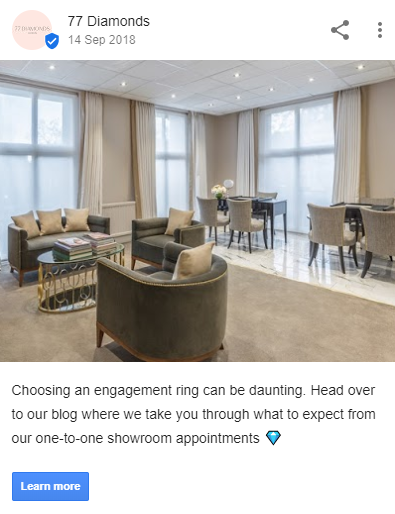 77 DIAMONDS
77 Diamonds
14 Sep 2018
Choosing an engagement ring can be daunting. Head over
to our blog where we take you through what to expect from
our one-to-one showroom appointments 💎
Learn more